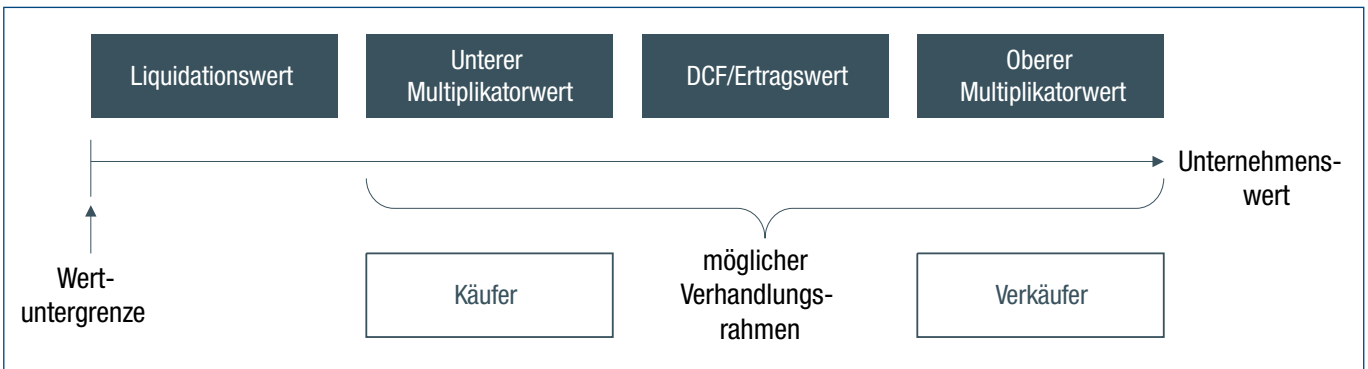 Liquidationswert
Unterer
Multiplikatorwert
DCF/Ertragswert
Oberer
Multiplikatorwert
Unternehmens-
wert
Wert-
untergrenze
Käufer
möglicher
Verhandlungs-
rahmen
Verkäufer